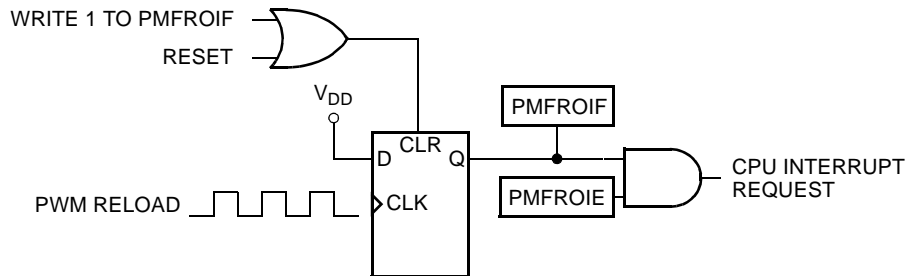 WRITE 1 TO PMFROIF
RESET
VDD
PMFROIF
D
CLR
Q
CPU INTERRUPT
REQUEST
PWM RELOAD
CLK
PMFROIE